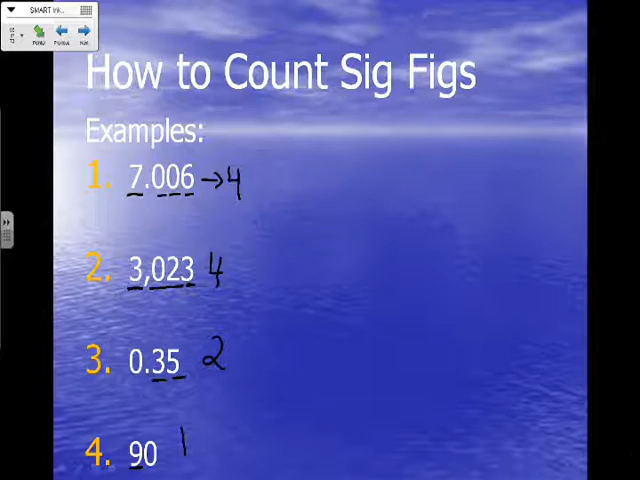 SMART Ink...
How to Count Sig Figs
Examples:
1. 7.006 → 4
2. 3,023 4
3. 0.35 2
4. 90 1